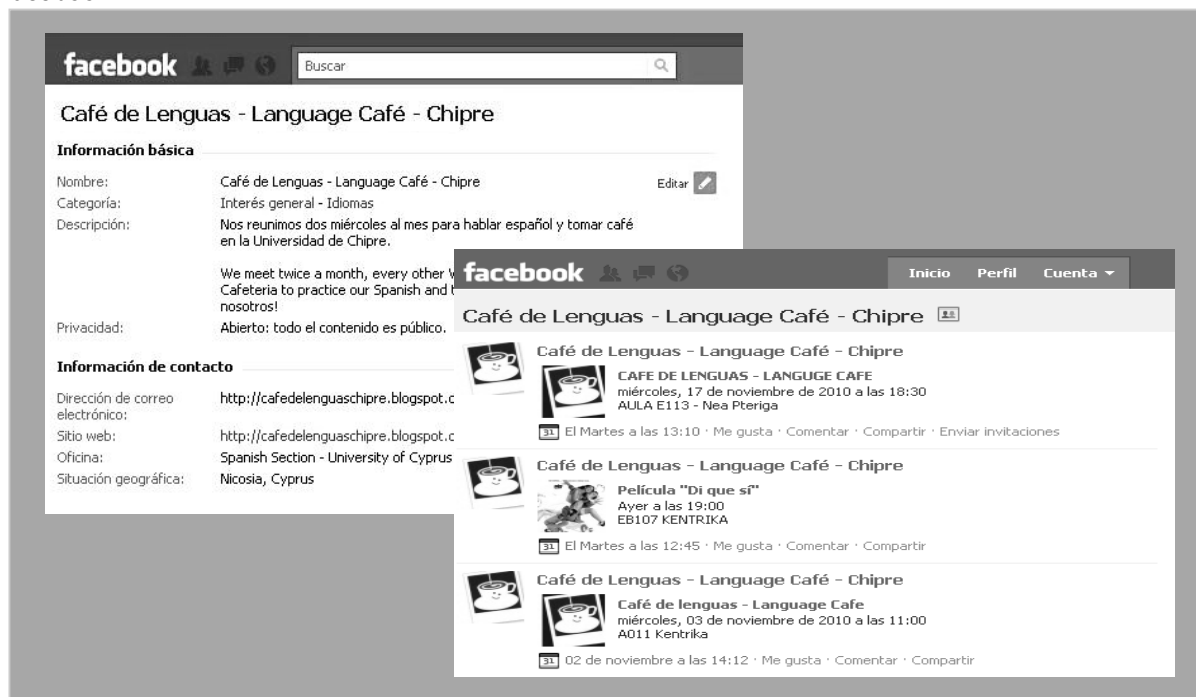 facebook
Buscar
Café de Lenguas - Language Café - Chipre
Información básica
Nombre: Café de Lenguas - Language Café - Chipre Editar
Categoría: Interés general - Idiomas
Descripción: Nos reunimos dos miércoles al mes para hablar español y tomar café
en la Universidad de Chipre.
We meet twice a month, every other
Cafeteria to practice our Spanish and
nosotros!
Privacidad: Abierto: todo el contenido es público.
Información de contacto
Dirección de correo http://cafedelenguaschipre.blogspot.c
electrónico:
Sitio web: http://cafedelenguaschipre.blogspot.c
Oficina: Spanish Section - University of Cyprus
Situación geográfica: Nicosia, Cyprus
facebook
Inicio Perfil Cuenta
Café de Lenguas - Language Café - Chipre
Café de Lenguas - Language Café - Chipre
CAFE DE LENGUAS - LANGUGE CAFE
miércoles, 17 de noviembre de 2010 a las 18:30
AULA E113 - Nea Pteriga
31 El Martes a las 13:10 · Me gusta · Comentar · Compartir · Enviar invitaciones
Café de Lenguas - Language Café - Chipre
Película "Di que sí"
Ayer a las 19:00
EB107 KENTRIKA
31 El Martes a las 12:45 · Me gusta · Comentar · Compartir
Café de Lenguas - Language Café - Chipre
Café de lenguas - Language Cafe
miércoles, 03 de noviembre de 2010 a las 11:00
A011 Kentrika
31 02 de noviembre a las 14:12 · Me gusta · Comentar · Compartir